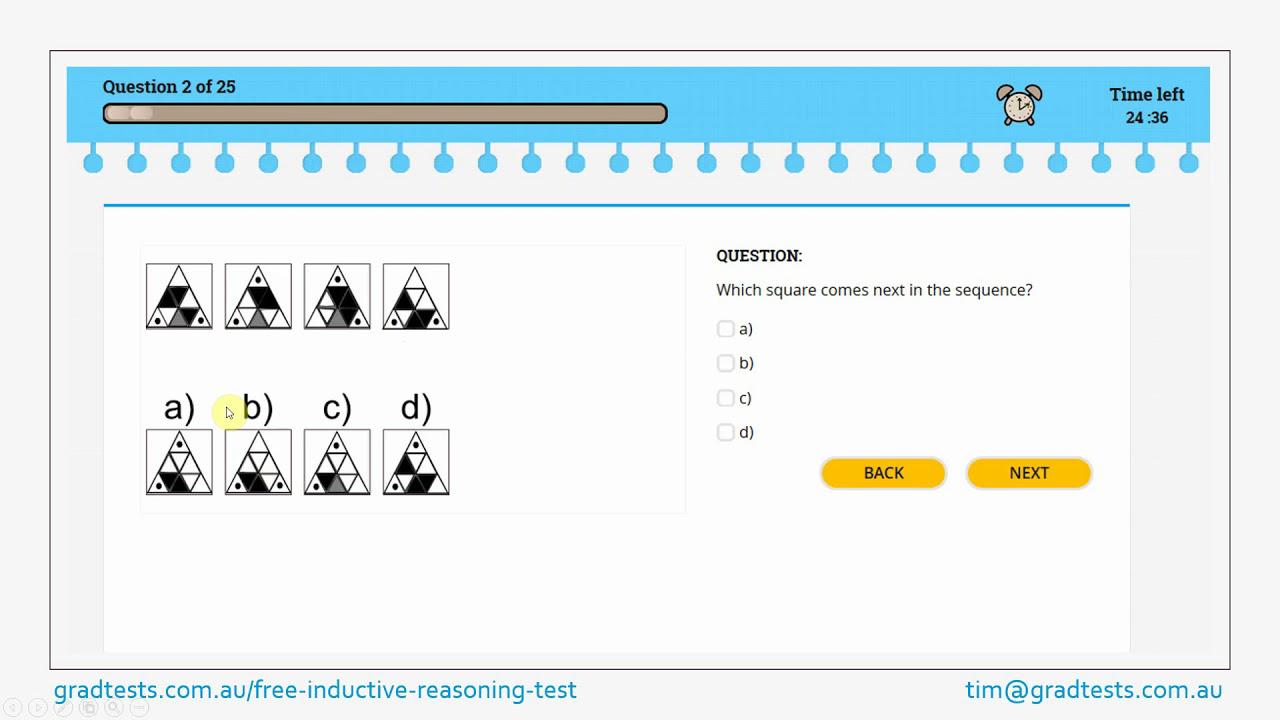 Question 2 of 25
Time left
24 :36
QUESTION:
Which square comes next in the sequence?
a)
b)
c)
d)
a) b) c) d)
BACK NEXT
gradtests.com.au/free-inductive-reasoning-test
tim@gradtests.com.au